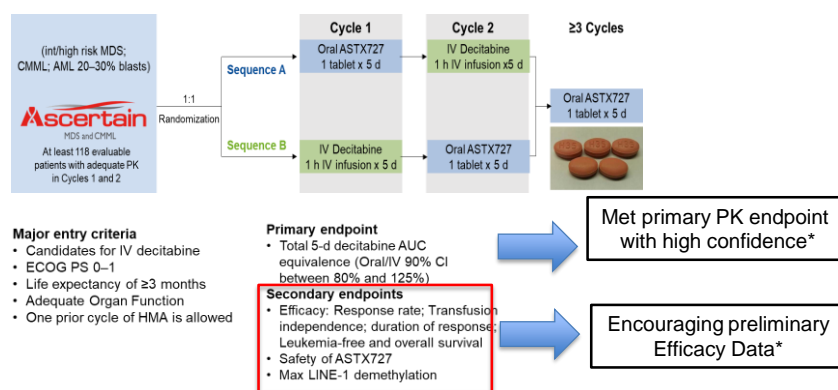 Cycle 1
Cycle 2
≥3 Cycles
(int/high risk MDS;
CMML; AML 20–30% blasts)
Ascertain
MDS and CMML
At least 118 evaluable
patients with adequate PK
in Cycles 1 and 2
1:1
Randomization
Sequence A
Oral ASTX727
1 tablet x 5 d
IV Decitabine
1 h IV infusion x5 d
Sequence B
IV Decitabine
1 h IV infusion x 5 d
Oral ASTX727
1 tablet x 5 d
Oral ASTX727
1 tablet x 5 d
Major entry criteria
• Candidates for IV decitabine
• ECOG PS 0–1
• Life expectancy of ≥3 months
• Adequate Organ Function
• One prior cycle of HMA is allowed
Primary endpoint
• Total 5-d decitabine AUC
equivalence (Oral/IV 90% CI
between 80% and 125%)
Secondary endpoints
• Efficacy: Response rate; Transfusion
independence; duration of response;
Leukemia-free and overall survival
• Safety of ASTX727
• Max LINE-1 demethylation
Met primary PK endpoint
with high confidence*
Encouraging preliminary
Efficacy Data*